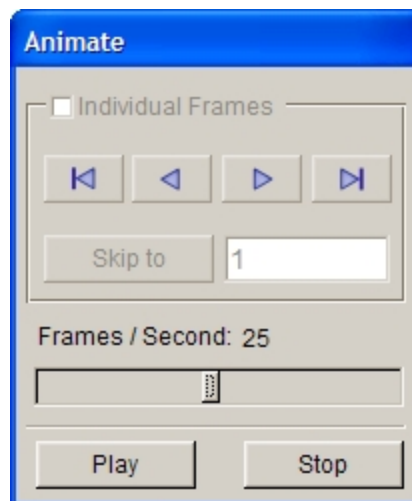 Animate
Individual Frames
Skip to 1
Frames / Second: 25
Play Stop